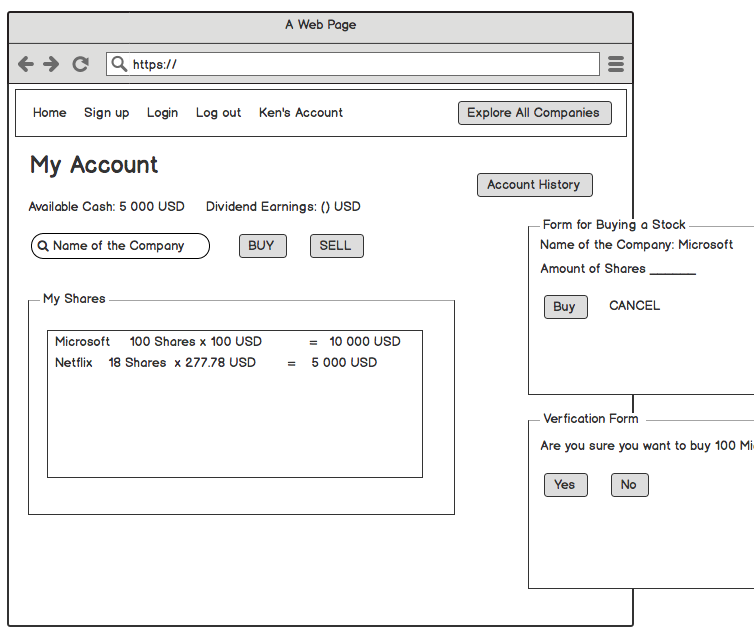 A Web Page
https://
Home Sign up Login Log out Ken's Account Explore All Companies
My Account
Account History
Available Cash: 5 000 USD Dividend Earnings: () USD
Name of the Company BUY SELL
Form for Buying a Stock
Name of the Company: Microsoft
Amount of Shares ______
Buy CANCEL
My Shares
Microsoft 100 Shares x 100 USD = 10 000 USD
Netflix 18 Shares x 277.78 USD = 5 000 USD
Verfication Form
Are you sure you want to buy 100 Mi
Yes No